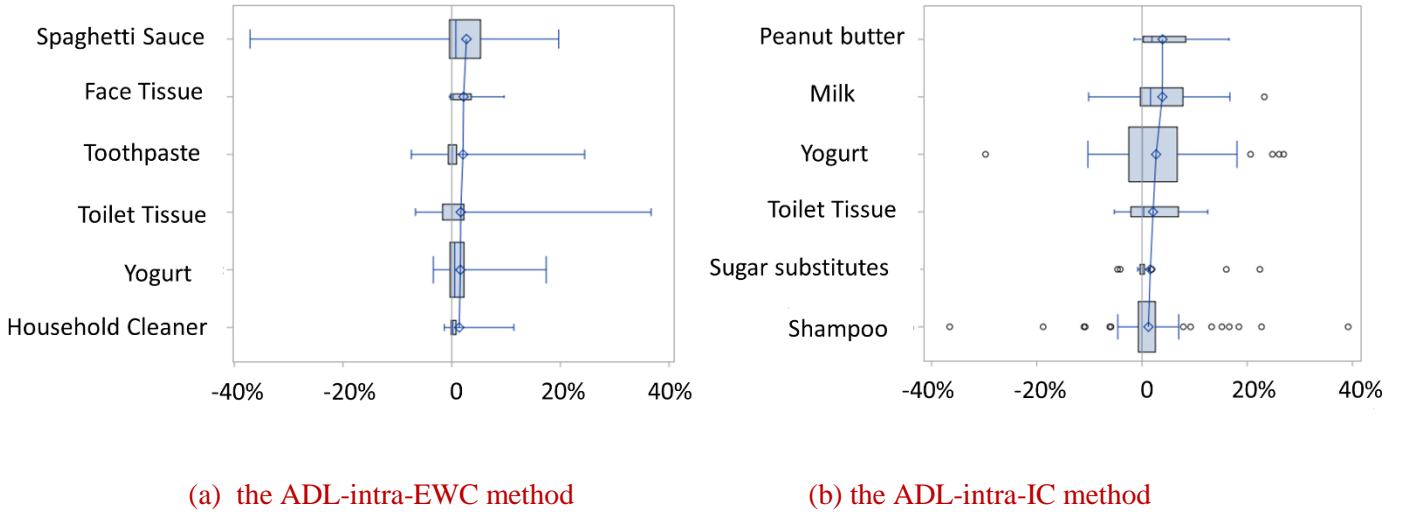 Spaghetti Sauce
Face Tissue
Toothpaste
Toilet Tissue
Yogurt
Household Cleaner
-40% -20% 0 20% 40%
(a) the ADL-intra-EWC method
Peanut butter
Milk
Yogurt
Toilet Tissue
Sugar substitutes
Shampoo
-40% -20% 0 20% 40%
(b) the ADL-intra-IC method